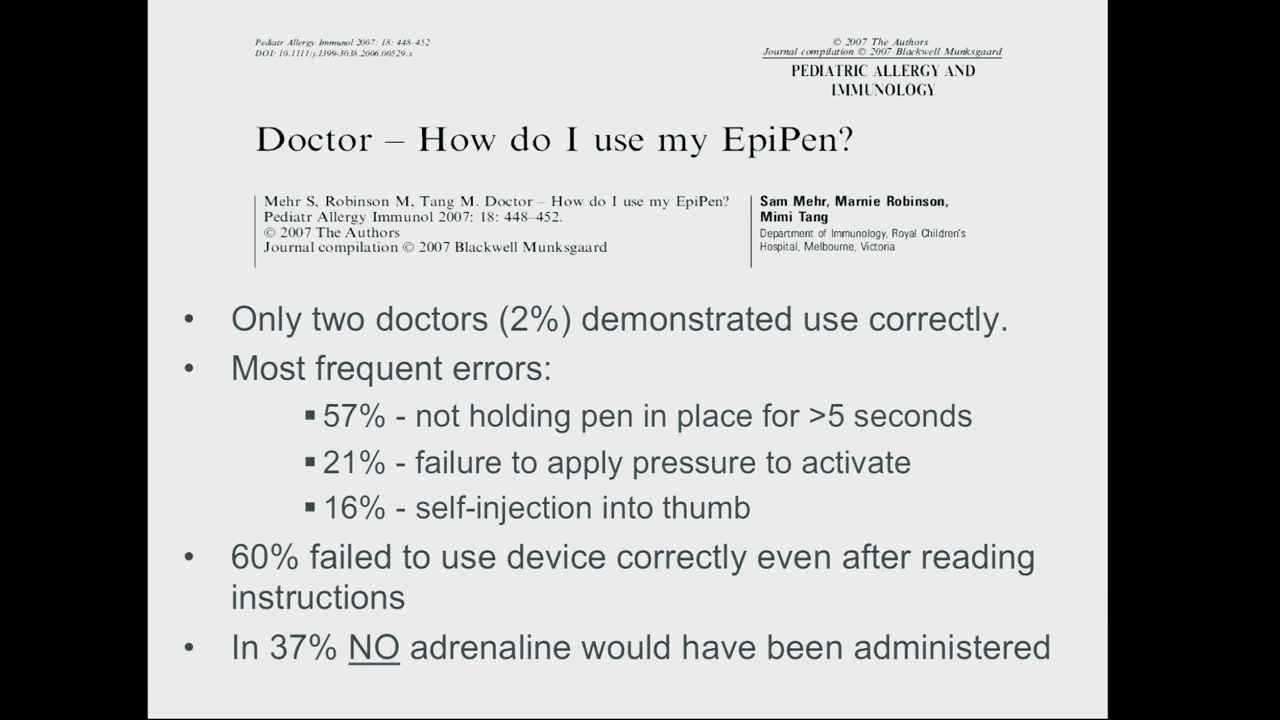 Pediatr Allergy Immunol 2007: 18: 448–452
DOI: 10.1111/j.1399-3038.2006.00529.x
© 2007 The Authors
Journal compilation © 2007 Blackwell Munksgaard
PEDIATRIC ALLERGY AND
IMMUNOLOGY
Doctor – How do I use my EpiPen?
Mehr S, Robinson M, Tang M. Doctor – How do I use my EpiPen?
Pediatr Allergy Immunol 2007: 18: 448–452.
© 2007 The Authors
Journal compilation © 2007 Blackwell Munksgaard
Sam Mehr, Marnie Robinson,
Mimi Tang
Department of Immunology, Royal Children's
Hospital, Melbourne, Victoria
• Only two doctors (2%) demonstrated use correctly.
• Most frequent errors:
▪ 57% - not holding pen in place for >5 seconds
▪ 21% - failure to apply pressure to activate
▪ 16% - self-injection into thumb
• 60% failed to use device correctly even after reading
instructions
• In 37% NO adrenaline would have been administered